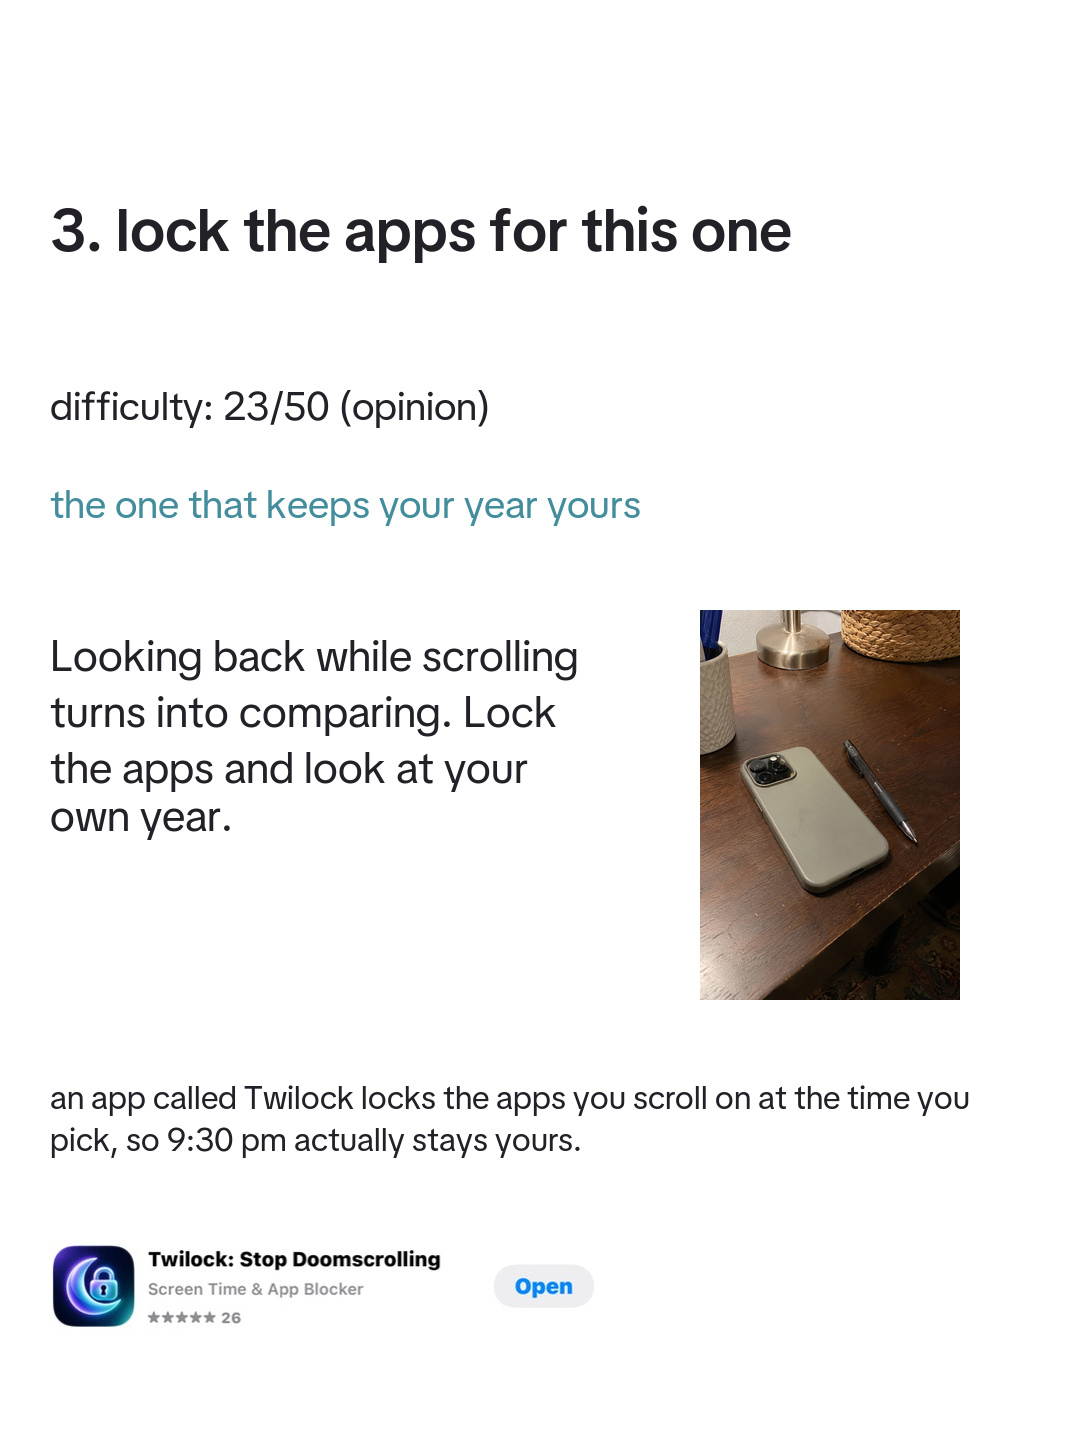 3. lock the apps for this one
difficulty: 23/50 (opinion)
the one that keeps your year yours
Looking back while scrolling
turns into comparing. Lock
the apps and look at your
own year.
an app called Twilock locks the apps you scroll on at the time you
pick, so 9:30 pm actually stays yours.
Twilock: Stop Doomscrolling
Screen Time & App Blocker
★★★★★ 26
Open